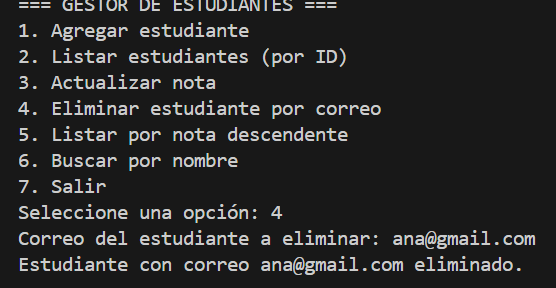 === GESTOR DE ESTUDIANTES ===
1. Agregar estudiante
2. Listar estudiantes (por ID)
3. Actualizar nota
4. Eliminar estudiante por correo
5. Listar por nota descendente
6. Buscar por nombre
7. Salir
Seleccione una opción: 4
Correo del estudiante a eliminar: ana@gmail.com
Estudiante con correo ana@gmail.com eliminado.